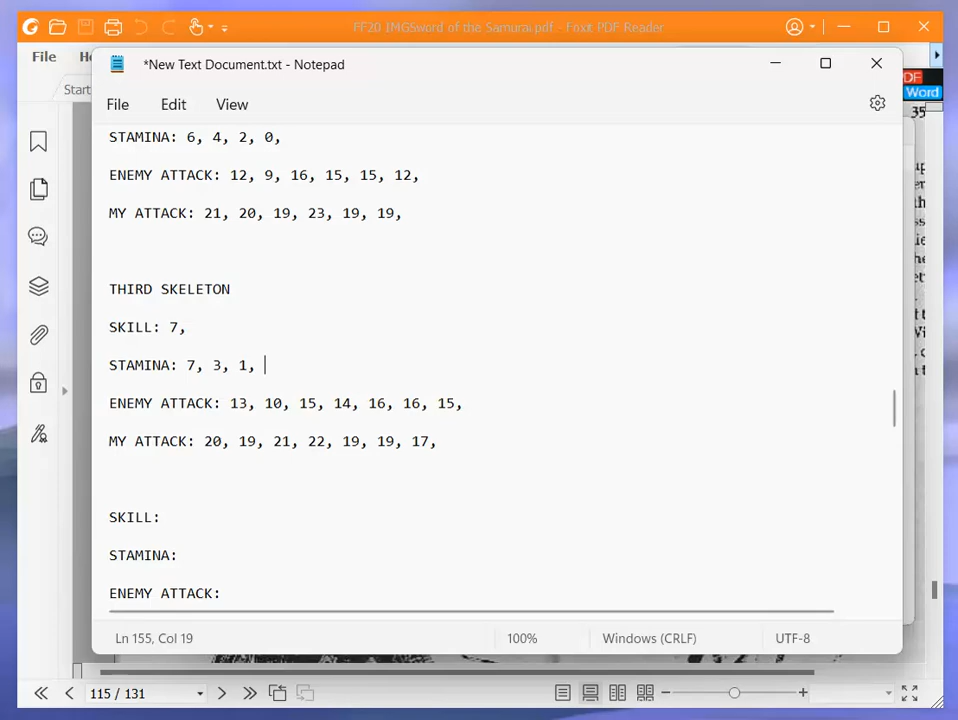 FF20 IMGSword of the Samurai.pdf - Foxit PDF Reader
File
Start
Word
35
*New Text Document.txt - Notepad
File Edit View
STAMINA: 6, 4, 2, 0,
ENEMY ATTACK: 12, 9, 16, 15, 15, 12,
MY ATTACK: 21, 20, 19, 23, 19, 19,
THIRD SKELETON
SKILL: 7,
STAMINA: 7, 3, 1,
ENEMY ATTACK: 13, 10, 15, 14, 16, 16, 15,
MY ATTACK: 20, 19, 21, 22, 19, 19, 17,
SKILL:
STAMINA:
ENEMY ATTACK:
Ln 155, Col 19 100% Windows (CRLF) UTF-8
115 / 131